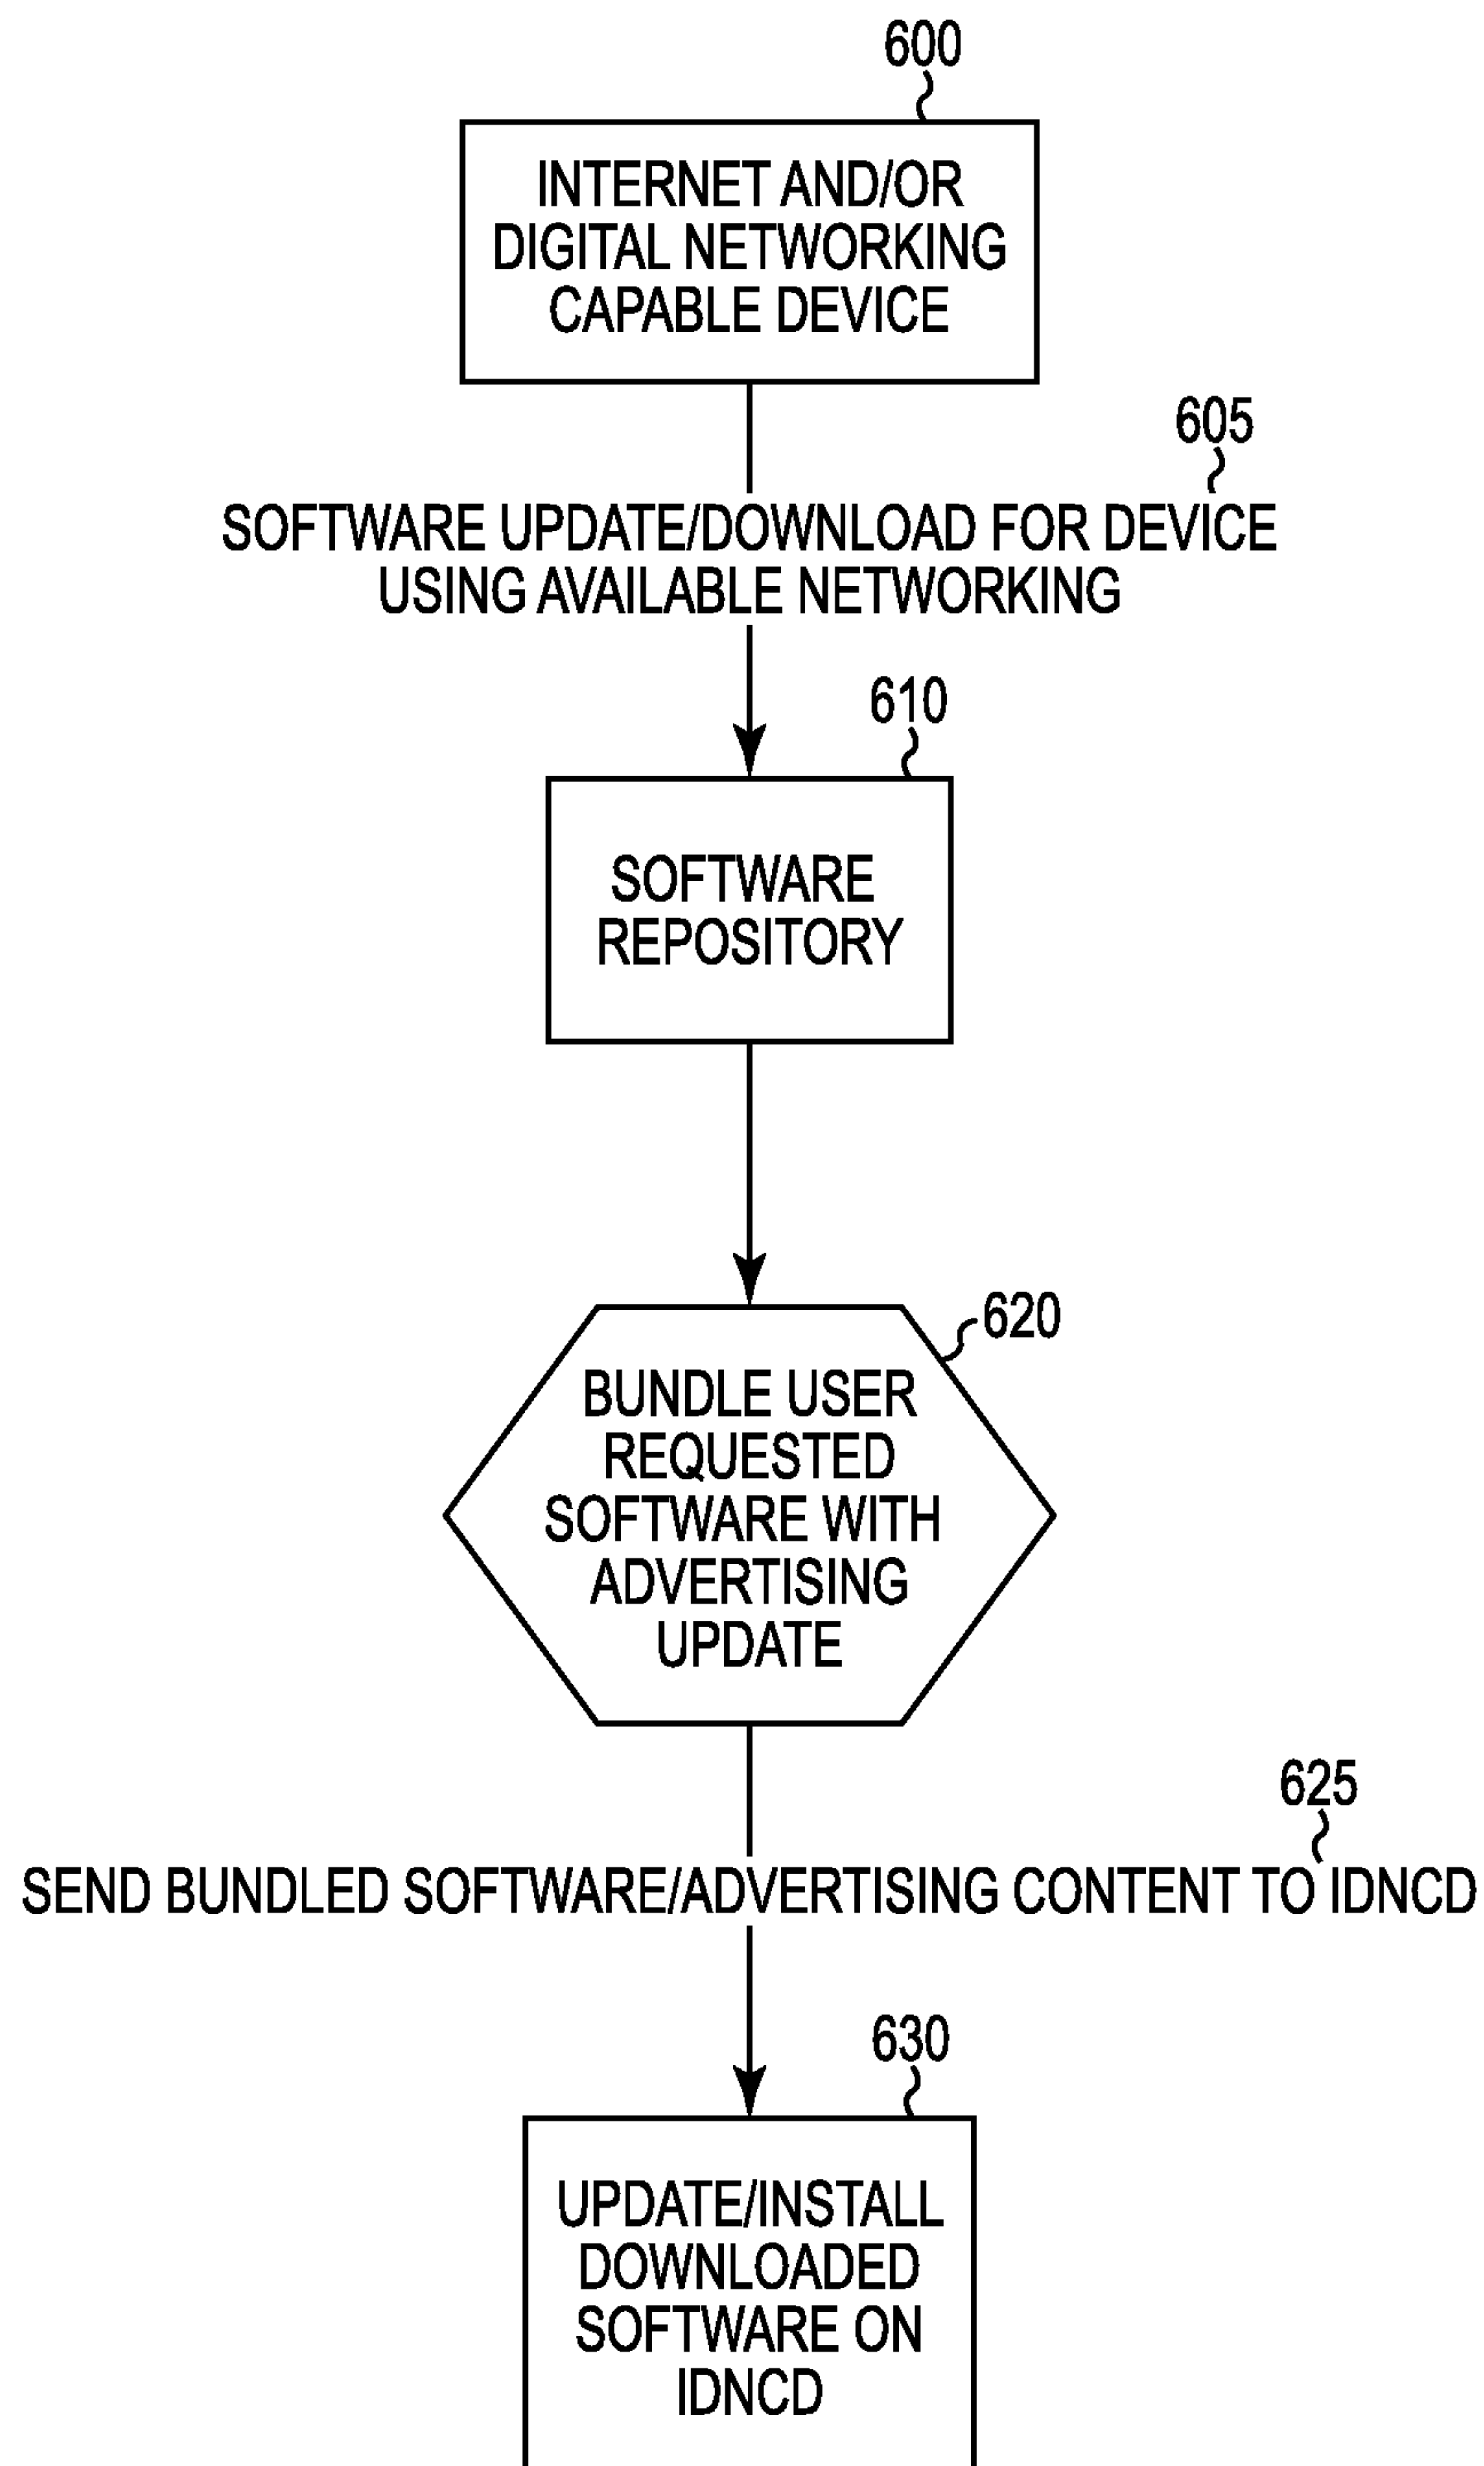 600
INTERNET AND/OR
DIGITAL NETWORKING
CAPABLE DEVICE
605
SOFTWARE UPDATE/DOWNLOAD FOR DEVICE
USING AVAILABLE NETWORKING
610
SOFTWARE
REPOSITORY
620
BUNDLE USER
REQUESTED
SOFTWARE WITH
ADVERTISING
UPDATE
625
SEND BUNDLED SOFTWARE/ADVERTISING CONTENT TO IDNCD
630
UPDATE/INSTALL
DOWNLOADED
SOFTWARE ON
IDNCD